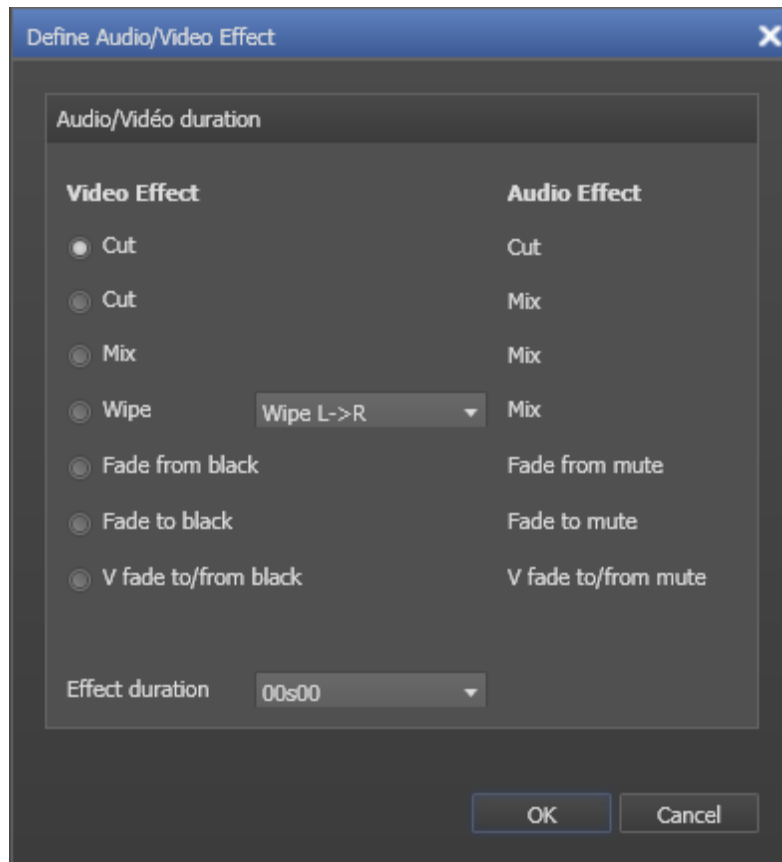 Define Audio/Video Effect
Audio/Vidéo duration
Video Effect Audio Effect
Cut Cut
Cut Mix
Mix Mix
Wipe Wipe L->R Mix
Fade from black Fade from mute
Fade to black Fade to mute
V fade to/from black V fade to/from mute
Effect duration 00s00
OK Cancel